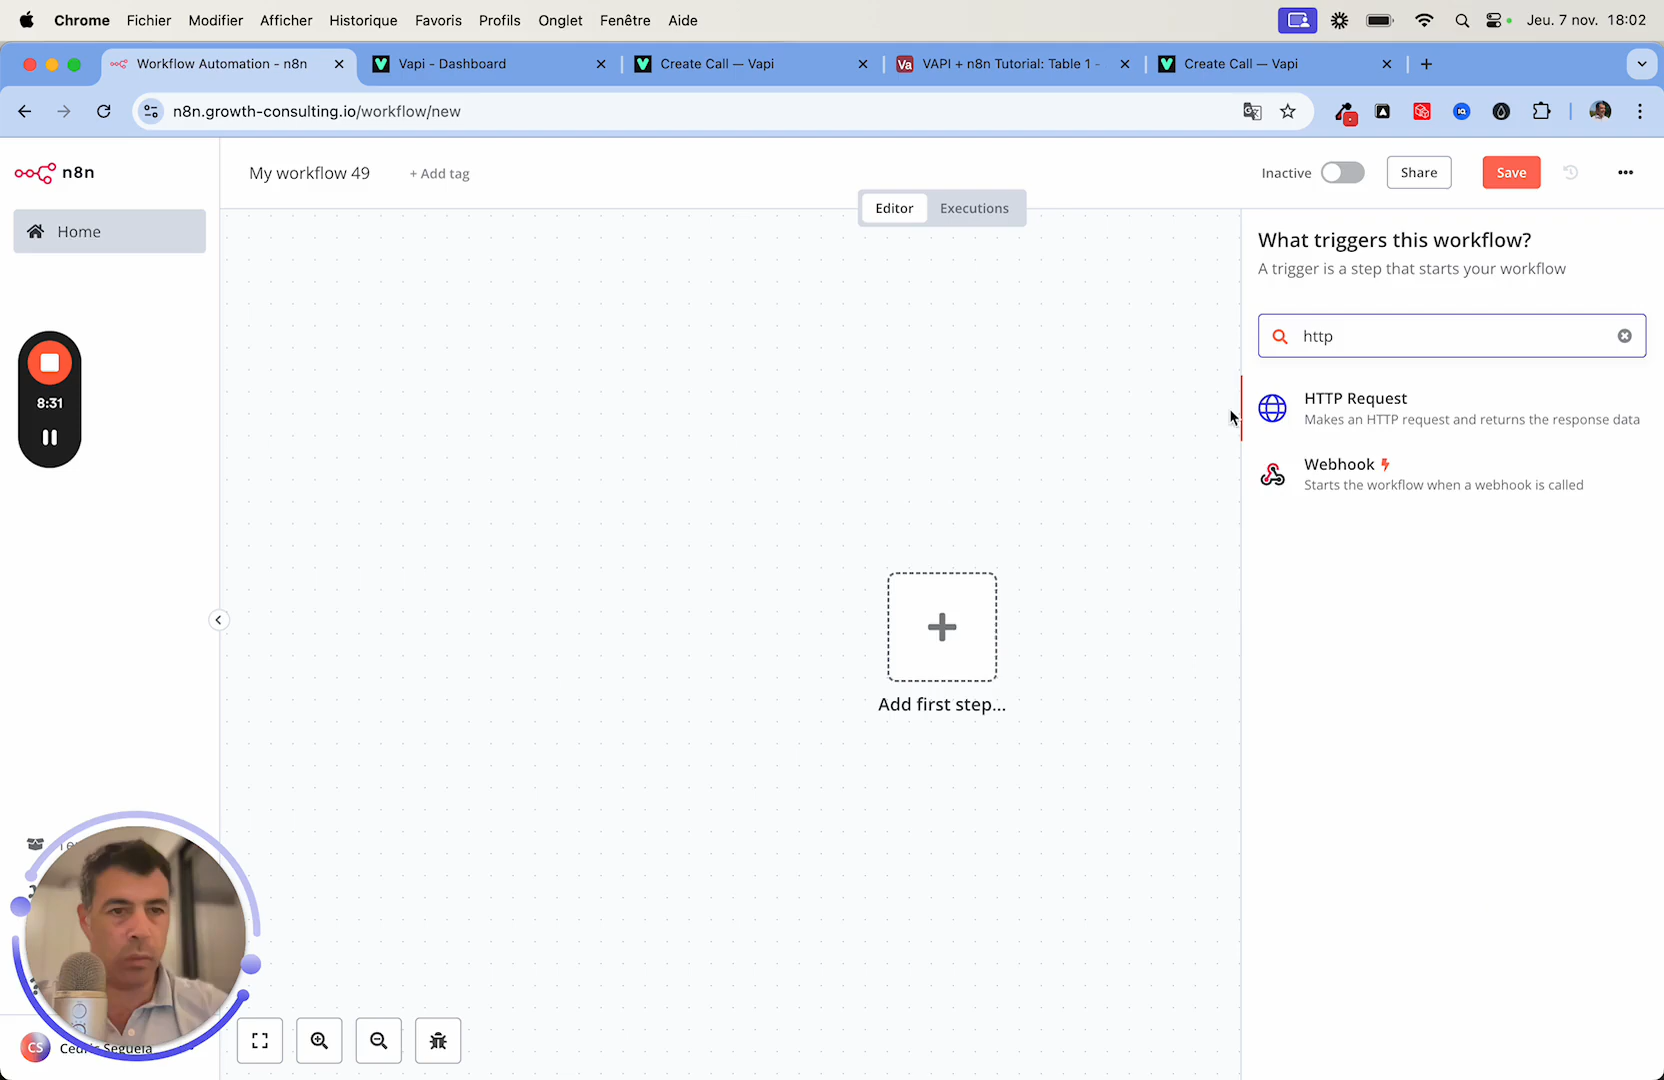 Chrome Fichier Modifier Afficher Historique Favoris Profils Onglet Fenêtre Aide Jeu. 7 nov. 18:02
Workflow Automation - n8n Vapi - Dashboard Create Call — Vapi VAPI + n8n Tutorial: Table 1 - Create Call — Vapi
n8n.growth-consulting.io/workflow/new
n8n
My workflow 49 + Add tag Inactive Share Save
Home
Editor Executions
What triggers this workflow?
A trigger is a step that starts your workflow
http
8:31
HTTP Request
Makes an HTTP request and returns the response data
Webhook
Starts the workflow when a webhook is called
Add first step...
CS